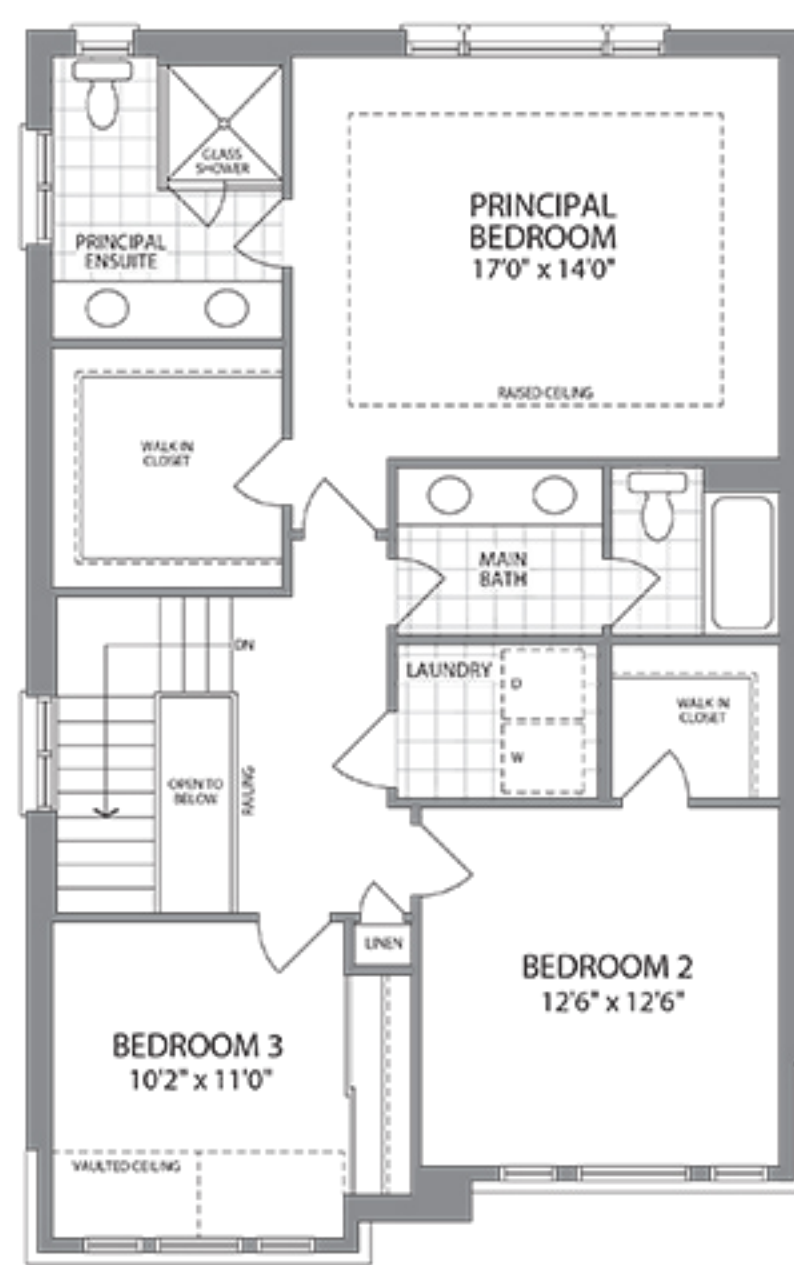 GLASS
SHOWER
PRINCIPAL
ENSUITE
PRINCIPAL
BEDROOM
17'0" x 14'0"
RAISED CEILING
WALK IN
CLOSET
MAIN
BATH
DN
LAUNDRY
D
W
WALK IN
CLOSET
OPEN TO
BELOW
RAILING
LINEN
BEDROOM 2
12'6" x 12'6"
BEDROOM 3
10'2" x 11'0"
VAULTED CEILING